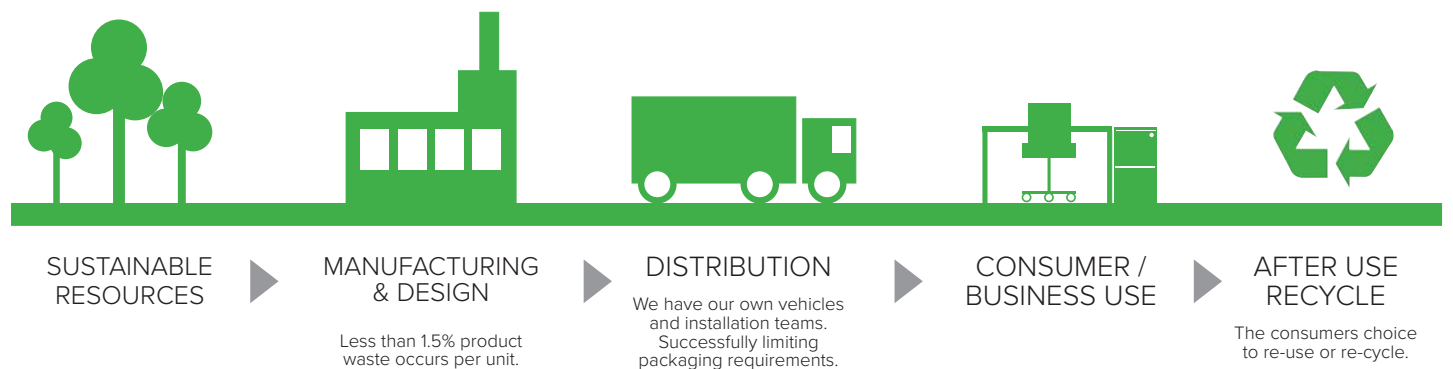 SUSTAINABLE
RESOURCES
MANUFACTURING
& DESIGN
Less than 1.5% product
waste occurs per unit.
DISTRIBUTION
We have our own vehicles
and installation teams.
Successfully limiting
packaging requirements.
CONSUMER /
BUSINESS USE
AFTER USE
RECYCLE
The consumers choice
to re-use or re-cycle.